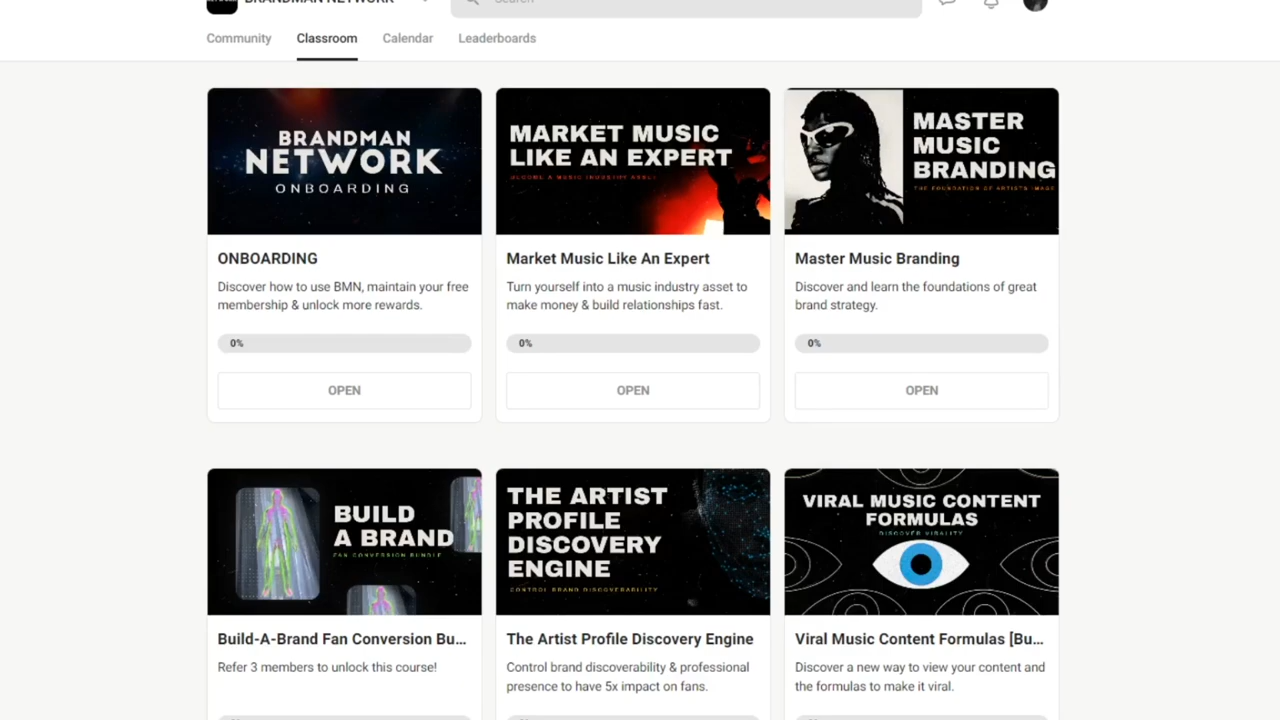 BRANDMAN NETWORK
Search
Community
Classroom
Calendar
Leaderboards
BRANDMAN
NETWORK
ONBOARDING
MARKET MUSIC
LIKE AN EXPERT
BECOME A MUSIC INDUSTRY ASSET
MASTER
MUSIC
BRANDING
THE FOUNDATION OF ARTISTS IMAGE
ONBOARDING
Discover how to use BMN, maintain your free
membership & unlock more rewards.
0%
OPEN
Market Music Like An Expert
Turn yourself into a music industry asset to
make money & build relationships fast.
0%
OPEN
Master Music Branding
Discover and learn the foundations of great
brand strategy.
0%
OPEN
BUILD
A BRAND
FAN CONVERSION BUNDLE
THE ARTIST
PROFILE
DISCOVERY
ENGINE
CONTROL BRAND DISCOVERABILITY
VIRAL MUSIC CONTENT
FORMULAS
DISCOVER VIRALITY
Build-A-Brand Fan Conversion Bu...
Refer 3 members to unlock this course!
The Artist Profile Discovery Engine
Control brand discoverability & professional
presence to have 5x impact on fans.
Viral Music Content Formulas [Bu...
Discover a new way to view your content and
the formulas to make it viral.